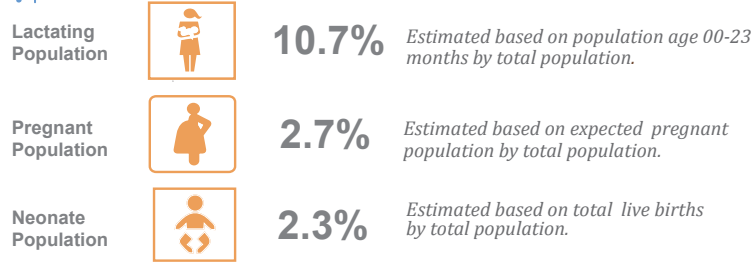 Lactating
Population
10.7%
Estimated based on population age 00-23
months by total population.
Pregnant
Population
2.7%
Estimated based on expected pregnant
population by total population.
Neonate
Population
2.3%
Estimated based on total live births
by total population.